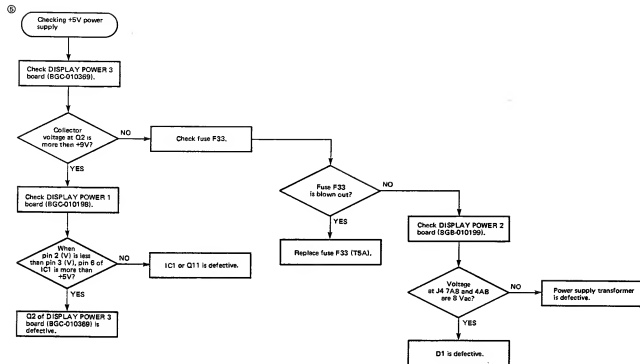 ⑤
Checking +5V power
supply
Check DISPLAY POWER 3
board (BGC-010369).
Collector
voltage at Q2 is
more than +9V?
NO
Check fuse F33.
YES
Fuse F33
is blown out?
NO
YES
Check DISPLAY POWER 1
board (BGC-010198).
Check DISPLAY POWER 2
board (BGB-010199).
Replace fuse F33 (T5A).
When
pin 2 (V) is less
than pin 3 (V), pin 6 of
IC1 is more than
+5V?
NO
IC1 or Q11 is defective.
YES
Voltage
at J4 7AB and 4AB
are 8 Vac?
NO
Power supply transformer
is defective.
YES
Q2 of DISPLAY POWER 3
board (BGC-010369) is
defective.
D1 is defective.